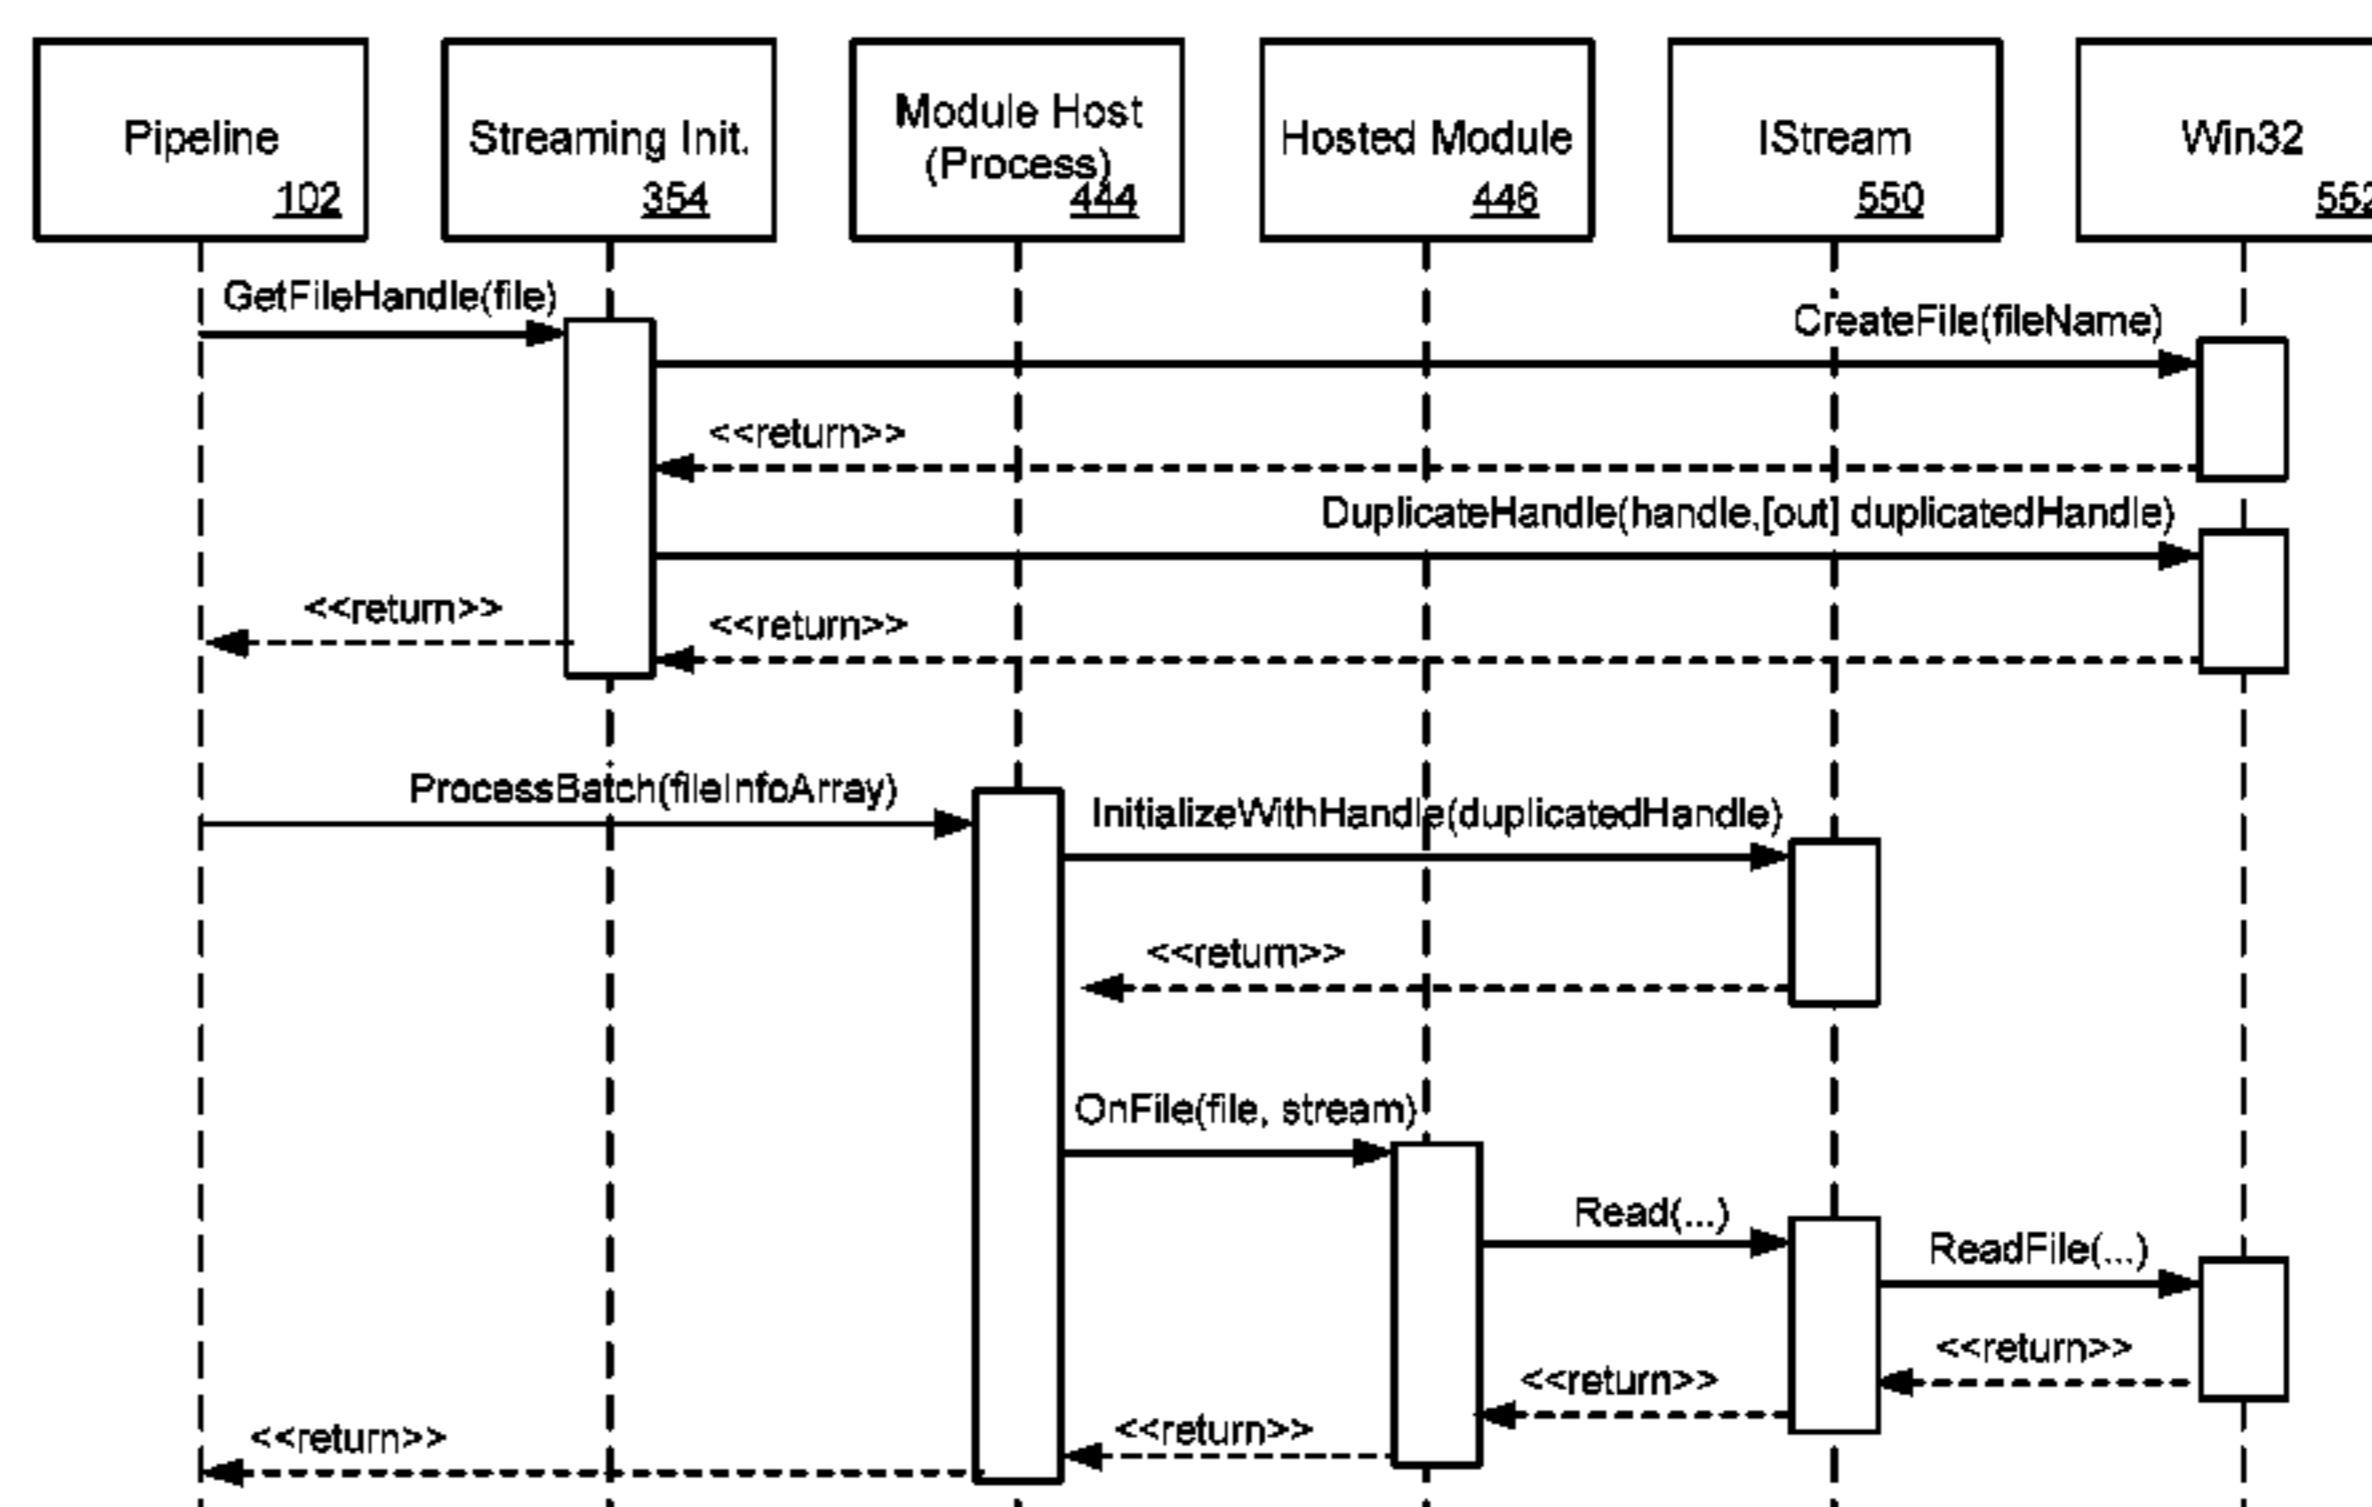 Pipeline
102
Streaming Init.
354
Module Host
(Process)
444
Hosted Module
446
IStream
550
Win32
552
GetFileHandle(file)
CreateFile(fileName)
<<return>>
DuplicateHandle(handle,[out] duplicatedHandle)
<<return>>
<<return>>
ProcessBatch(fileInfoArray)
InitializeWithHandle(duplicatedHandle)
<<return>>
OnFile(file, stream)
Read(...)
ReadFile(...)
<<return>>
<<return>>
<<return>>
<<return>>